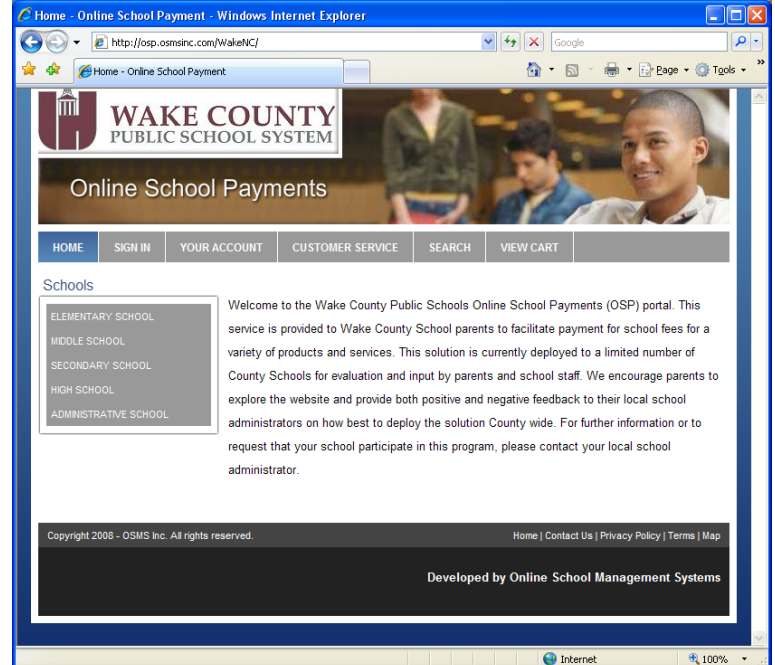 Home - Online School Payment - Windows Internet Explorer
http://osp.osmsinc.com/WakeNC/
Google
Home - Online School Payment
Page
Tools
WAKE COUNTY
PUBLIC SCHOOL SYSTEM
Online School Payments
HOME SIGN IN YOUR ACCOUNT CUSTOMER SERVICE SEARCH VIEW CART
Schools
ELEMENTARY SCHOOL
MIDDLE SCHOOL
SECONDARY SCHOOL
HIGH SCHOOL
ADMINISTRATIVE SCHOOL
Welcome to the Wake County Public Schools Online School Payments (OSP) portal. This
service is provided to Wake County School parents to facilitate payment for school fees for a
variety of products and services. This solution is currently deployed to a limited number of
County Schools for evaluation and input by parents and school staff. We encourage parents to
explore the website and provide both positive and negative feedback to their local school
administrators on how best to deploy the solution County wide. For further information or to
request that your school participate in this program, please contact your local school
administrator.
Copyright 2008 - OSMS Inc. All rights reserved.
Home | Contact Us | Privacy Policy | Terms | Map
Developed by Online School Management Systems
Internet
100%